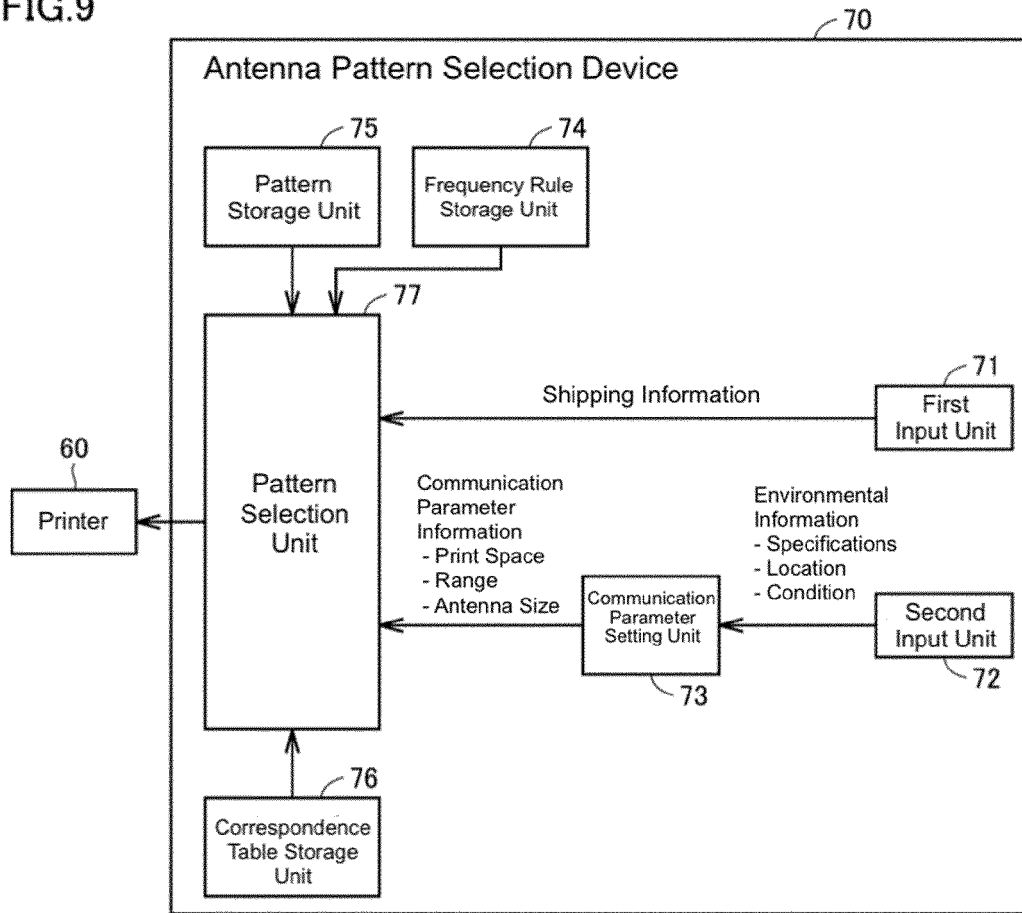 FIG.9
70
Antenna Pattern Selection Device
75
74
Pattern
Storage Unit
Frequency Rule
Storage Unit
77
71
Shipping Information
First
Input Unit
60
Printer
Pattern
Selection
Unit
Communication
Parameter
Information
- Print Space
- Range
- Antenna Size
Environmental
Information
- Specifications
- Location
- Condition
Communication
Parameter
Setting Unit
Second
Input Unit
73
72
76
Correspondence
Table Storage
Unit